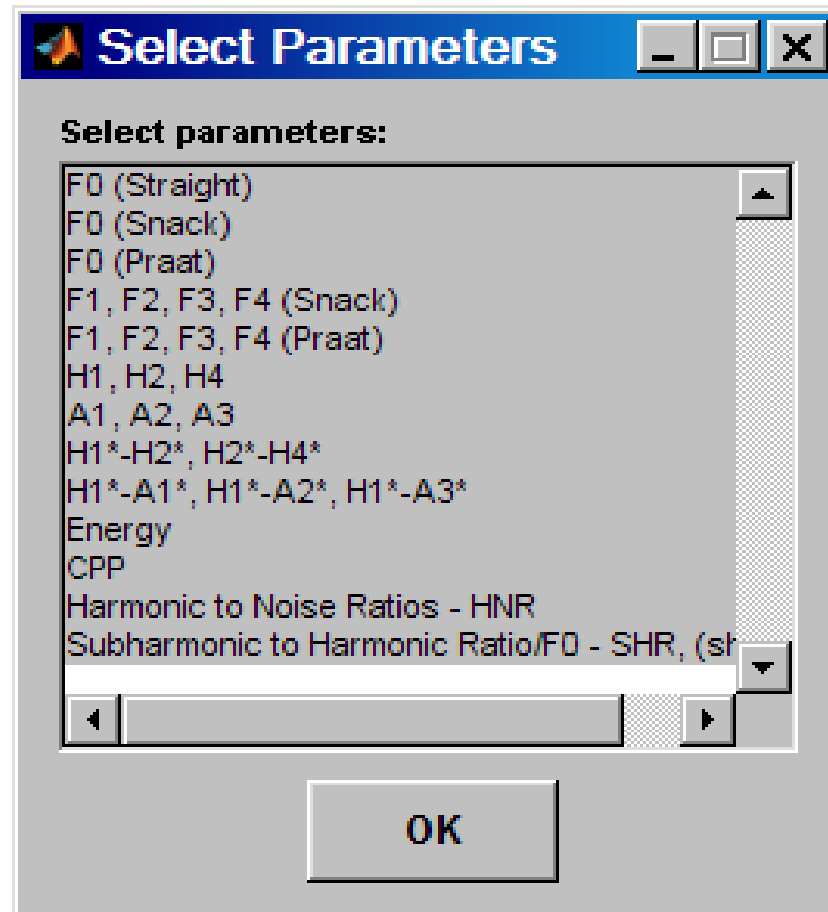 Select Parameters
Select parameters:
F0 (Straight)
F0 (Snack)
F0 (Praat)
F1, F2, F3, F4 (Snack)
F1, F2, F3, F4 (Praat)
H1, H2, H4
A1, A2, A3
H1*-H2*, H2*-H4*
H1*-A1*, H1*-A2*, H1*-A3*
Energy
CPP
Harmonic to Noise Ratios - HNR
Subharmonic to Harmonic Ratio/F0 - SHR, (sh
OK